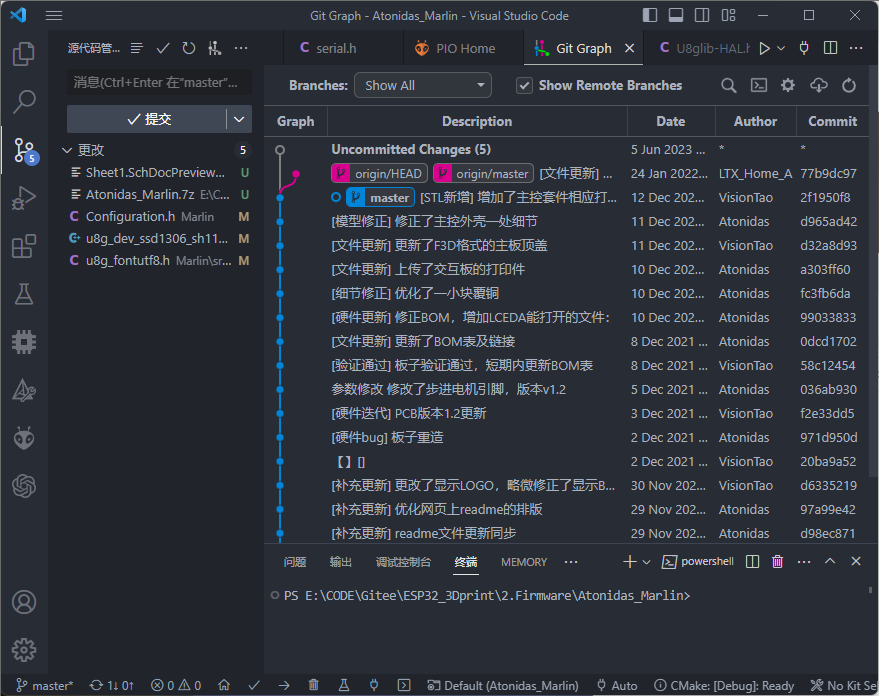 Git Graph - Atonidas_Marlin - Visual Studio Code
源代码管...
serial.h
PIO Home
Git Graph
U8glib-HAL.h
消息(Ctrl+Enter 在"master"...
提交
更改 5
Sheet1.SchDocPreview... U
Atonidas_Marlin.7z E:\C... U
Configuration.h Marlin M
u8g_dev_ssd1306_sh11... M
u8g_fontutf8.h Marlin\sr... M
5
Branches: Show All Show Remote Branches
Graph Description Date Author Commit
Uncommitted Changes (5) 5 Jun 2023 ... * *
origin/HEAD origin/master [文件更新] ... 24 Jan 2022... LTX_Home_A 77b9dc97
master [STL新增] 增加了主控套件相应打... 12 Dec 202... VisionTao 2f1950f8
[模型修正] 修正了主控外壳一处细节 11 Dec 202... Atonidas d965ad42
[文件更新] 更新了F3D格式的主板顶盖 11 Dec 202... VisionTao d32a8d93
[文件更新] 上传了交互板的打印件 10 Dec 202... Atonidas a303ff60
[细节修正] 优化了一小块覆铜 10 Dec 202... Atonidas fc3fb6da
[硬件更新] 修正BOM，增加LCEDA能打开的文件： 10 Dec 202... Atonidas 99033833
[文件更新] 更新了BOM表及链接 8 Dec 2021 ... Atonidas 0dcd1702
[验证通过] 板子验证通过，短期内更新BOM表 8 Dec 2021 ... VisionTao 58c12454
参数修改 修改了步进电机引脚，版本v1.2 5 Dec 2021 ... Atonidas 036ab930
[硬件迭代] PCB版本1.2更新 3 Dec 2021 ... VisionTao f2e33dd5
[硬件bug] 板子重造 2 Dec 2021 ... Atonidas 971d950d
【】[] 2 Dec 2021 ... VisionTao 20ba9a52
[补充更新] 更改了显示LOGO，略微修正了显示B... 30 Nov 202... VisionTao d6335219
[补充更新] 优化网页上readme的排版 29 Nov 202... Atonidas 97a99e42
[补充更新] readme文件更新同步 29 Nov 202... Atonidas d98ec871
问题 输出 调试控制台 终端 MEMORY ... powershell
PS E:\CODE\Gitee\ESP32_3Dprint\2.Firmware\Atonidas_Marlin>
master* 1↓ 0↑ 0 0 Default (Atonidas_Marlin) Auto CMake: [Debug]: Ready No Kit Se